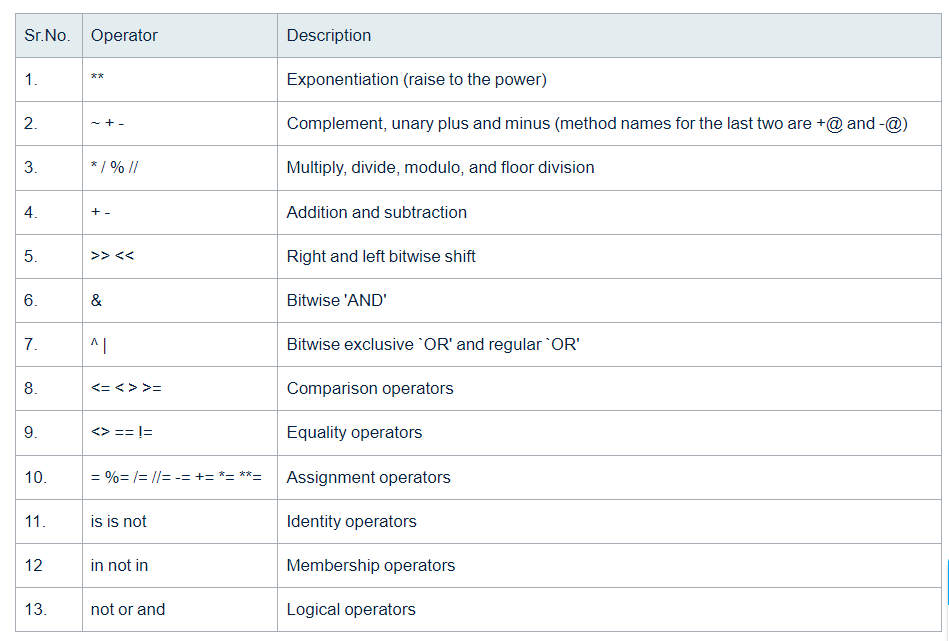 Sr.No. Operator Description
1. ** Exponentiation (raise to the power)
2. ~ + - Complement, unary plus and minus (method names for the last two are +@ and -@)
3. * / % // Multiply, divide, modulo, and floor division
4. + - Addition and subtraction
5. >> << Right and left bitwise shift
6. & Bitwise 'AND'
7. ^ | Bitwise exclusive `OR' and regular `OR'
8. <= < > >= Comparison operators
9. <> == != Equality operators
10. = %= /= //= -= += *= **= Assignment operators
11. is is not Identity operators
12 in not in Membership operators
13. not or and Logical operators